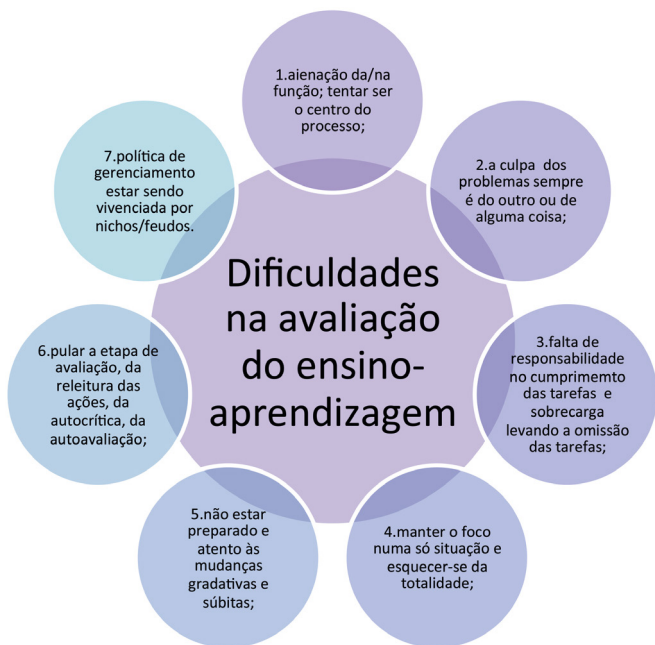 Dificuldades
na avaliação
do ensino-
aprendizagem
1.aienação da/na
função; tentar ser
o centro do
processo;
2.a culpa dos
problemas sempre
é do outro ou de
alguma coisa;
3.falta de
responsabilidade
no cumprimemto
das tarefas e
sobrecarga
levando a omissão
das tarefas;
4.manter o foco
numa só situação e
esquecer-se da
totalidade;
5.não estar
preparado e
atento às
mudanças
gradativas e
súbitas;
6.pular a etapa de
avaliação, da
releitura das
ações, da
autocrítica, da
autoavaliação;
7.política de
gerenciamento
estar sendo
vivenciada por
nichos/feudos.